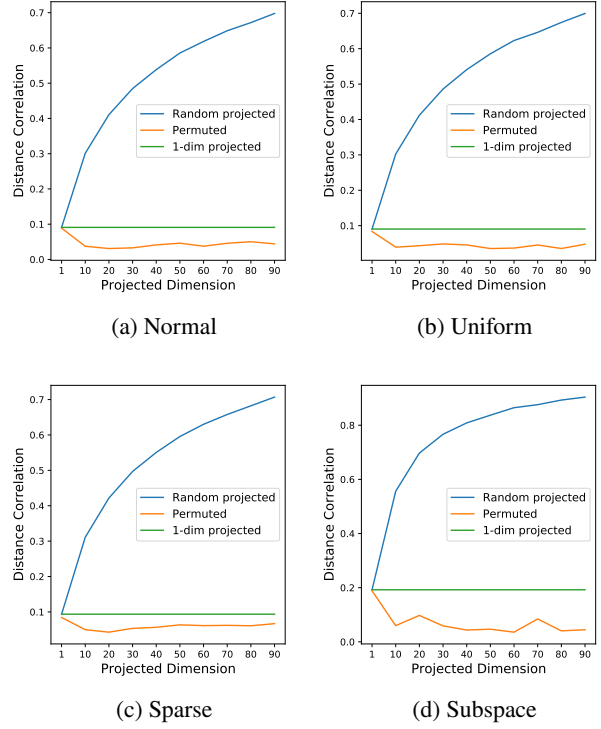 0.7
0.6
0.5
0.4
0.3
0.2
0.1
0.0
Distance Correlation
Random projected
Permuted
1-dim projected
1 10 20 30 40 50 60 70 80 90
Projected Dimension
(a) Normal
0.7
0.6
0.5
0.4
0.3
0.2
0.1
Distance Correlation
Random projected
Permuted
1-dim projected
1 10 20 30 40 50 60 70 80 90
Projected Dimension
(b) Uniform
0.7
0.6
0.5
0.4
0.3
0.2
0.1
Distance Correlation
Random projected
Permuted
1-dim projected
1 10 20 30 40 50 60 70 80 90
Projected Dimension
(c) Sparse
0.8
0.6
0.4
0.2
0.0
Distance Correlation
Random projected
Permuted
1-dim projected
1 10 20 30 40 50 60 70 80 90
Projected Dimension
(d) Subspace